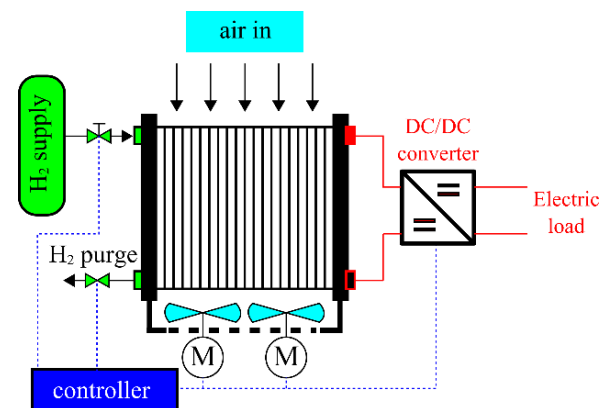 air in
H₂ supply
DC/DC
converter
Electric
load
H₂ purge
M
M
controller